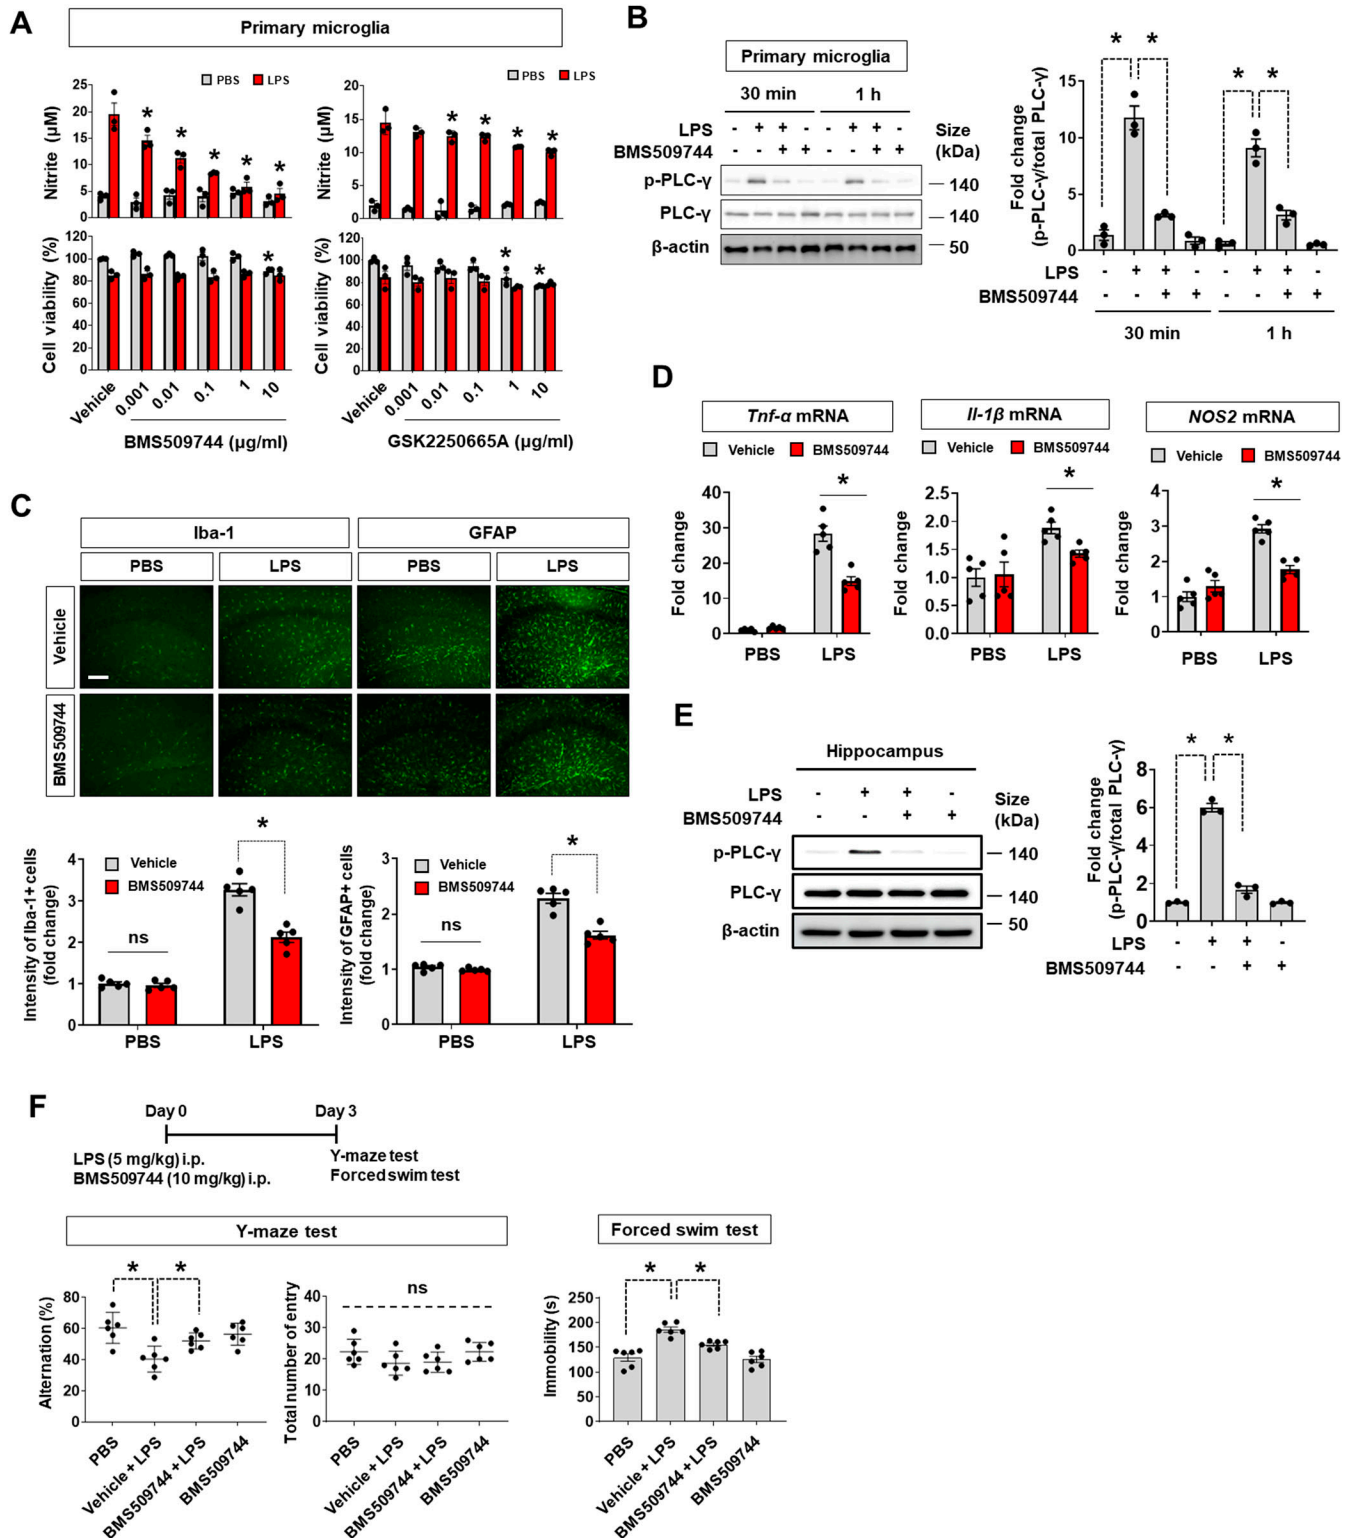 A
Primary microglia
PBS LPS
Nitrite (µM)
25
20
15
10
5
0
* * * * *
Cell viability (%)
120
100
80
60
40
20
0
*
Vehicle 0.001 0.01 0.1 1 10
BMS509744 (µg/ml)
PBS LPS
Nitrite (µM)
20
15
10
5
0
* * * *
Cell viability (%)
120
100
80
60
40
20
0
* *
Vehicle 0.001 0.01 0.1 1 10
GSK2250665A (µg/ml)
B
Primary microglia
30 min 1 h
LPS - + + - - + + - Size
BMS509744 - - + + - - + + (kDa)
p-PLC-γ 140
PLC-γ 140
β-actin 50
Fold change
(p-PLC-γ/total PLC-γ)
15
10
5
0
* * * *
LPS - + + - - + + -
BMS509744 - - + + - - + +
30 min 1 h
C
Iba-1 GFAP
PBS LPS PBS LPS
Vehicle
BMS509744
Intensity of Iba-1+ cells
(fold change)
4
3
2
1
0
Vehicle
BMS509744
ns *
PBS LPS
Intensity of GFAP+ cells
(fold change)
3
2
1
0
Vehicle
BMS509744
ns *
PBS LPS
D
Tnf-α mRNA
Vehicle BMS509744
Fold change
40
30
20
10
0
*
PBS LPS
Il-1β mRNA
Vehicle BMS509744
Fold change
2.5
2.0
1.5
1.0
0.5
0.0
*
PBS LPS
NOS2 mRNA
Vehicle BMS509744
Fold change
4
3
2
1
0
*
PBS LPS
E
Hippocampus
LPS - + + - Size
BMS509744 - - + + (kDa)
p-PLC-γ 140
PLC-γ 140
β-actin 50
Fold change
(p-PLC-γ/total PLC-γ)
8
6
4
2
0
* *
LPS - + + -
BMS509744 - - + +
F
Day 0 Day 3
LPS (5 mg/kg) i.p.
BMS509744 (10 mg/kg) i.p.
Y-maze test
Forced swim test
Y-maze test
Alternation (%)
80
60
40
20
0
* *
PBS Vehicle + LPS BMS509744 + LPS BMS509744
Total number of entry
40
30
20
10
0
ns
PBS Vehicle + LPS BMS509744 + LPS BMS509744
Forced swim test
Immobility (s)
250
200
150
100
50
0
* *
PBS Vehicle + LPS BMS509744 + LPS BMS509744